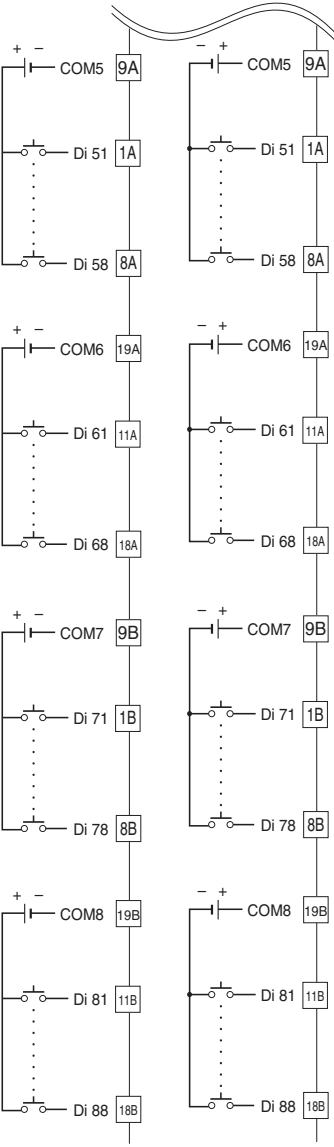 + − − +
COM5 9A COM5 9A
Di 51 1A Di 51 1A
Di 58 8A Di 58 8A
+ − − +
COM6 19A COM6 19A
Di 61 11A Di 61 11A
Di 68 18A Di 68 18A
+ − − +
COM7 9B COM7 9B
Di 71 1B Di 71 1B
Di 78 8B Di 78 8B
+ − − +
COM8 19B COM8 19B
Di 81 11B Di 81 11B
Di 88 18B Di 88 18B